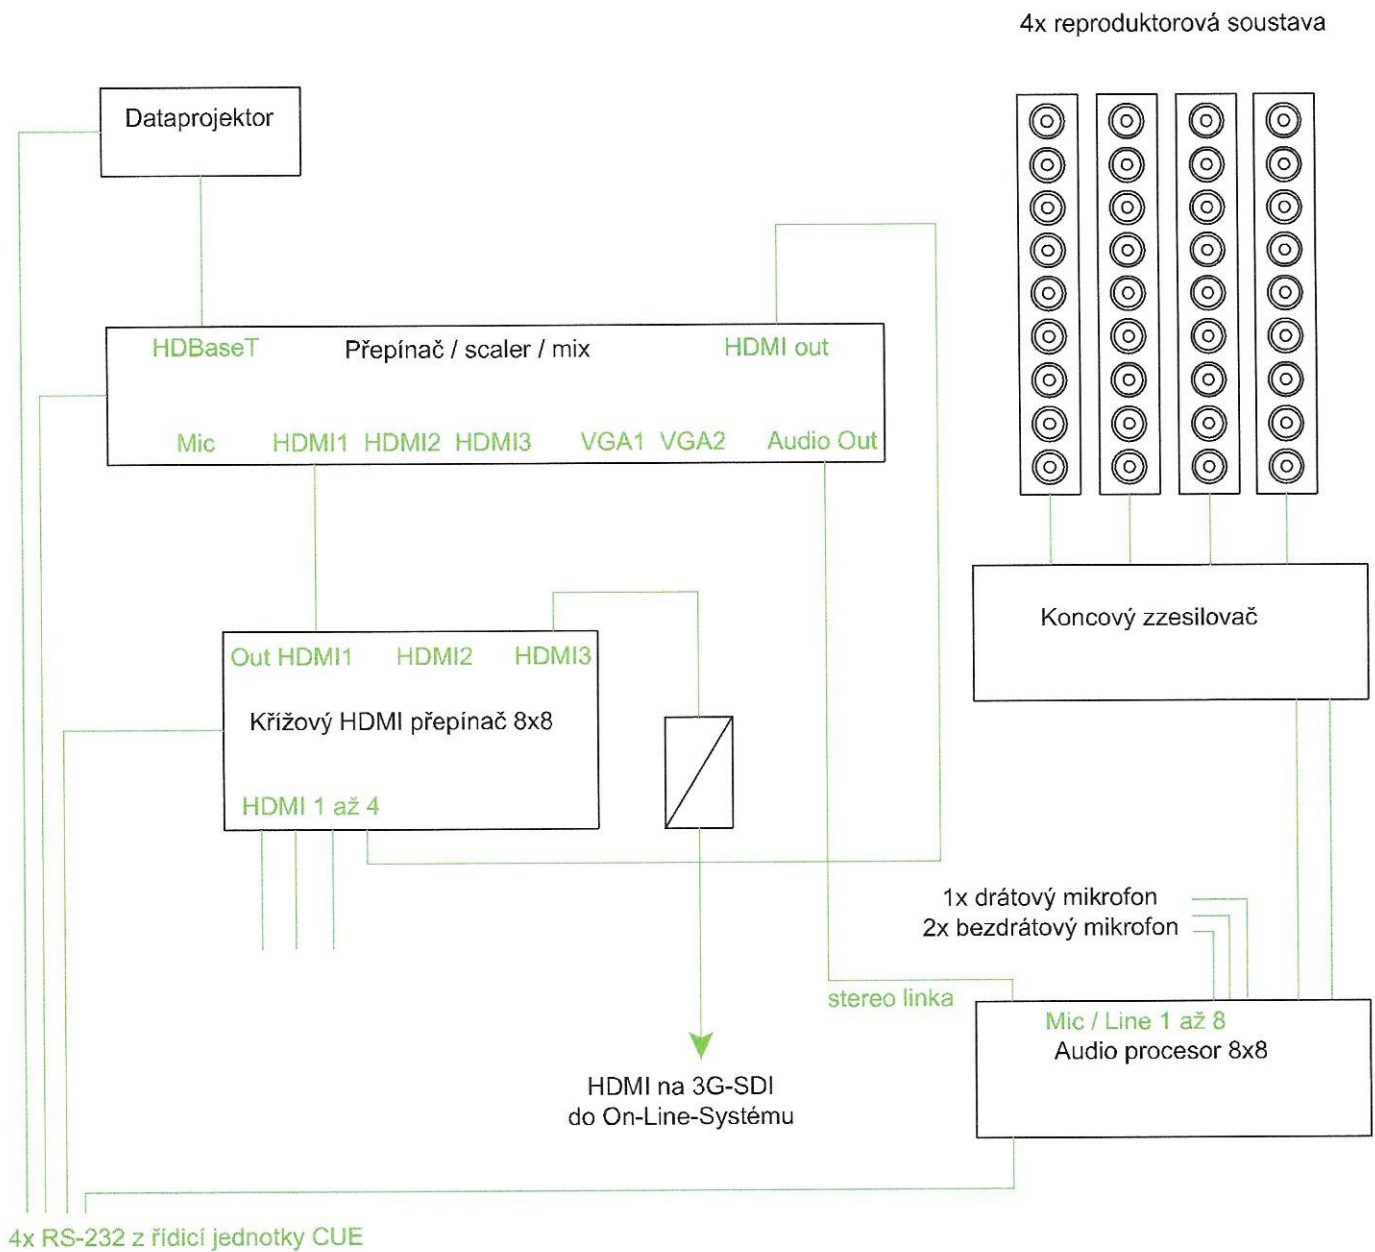 4x reproduktorová soustava
Dataprojektor
HDBaseT
Přepínač / scaler / mix
HDMI out
Mic
HDMI1
HDMI2
HDMI3
VGA1
VGA2
Audio Out
Koncový zzesilovač
Out HDMI1
HDMI2
HDMI3
Křížový HDMI přepínač 8x8
HDMI 1 až 4
1x drátový mikrofon
2x bezdrátový mikrofon
stereo linka
Mic / Line 1 až 8
Audio procesor 8x8
HDMI na 3G-SDI
do On-Line-Systému
4x RS-232 z řídicí jednotky CUE